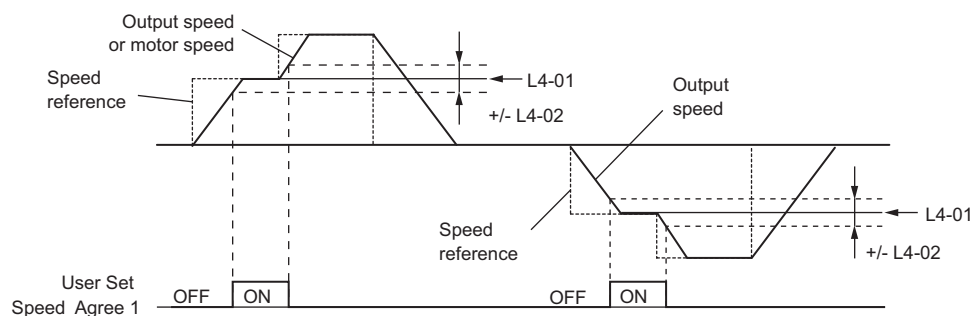 Output speed
or motor speed
Speed
reference
L4-01
+/- L4-02
Output
speed
Speed
reference
L4-01
+/- L4-02
User Set
Speed Agree 1
OFF
ON
OFF
ON